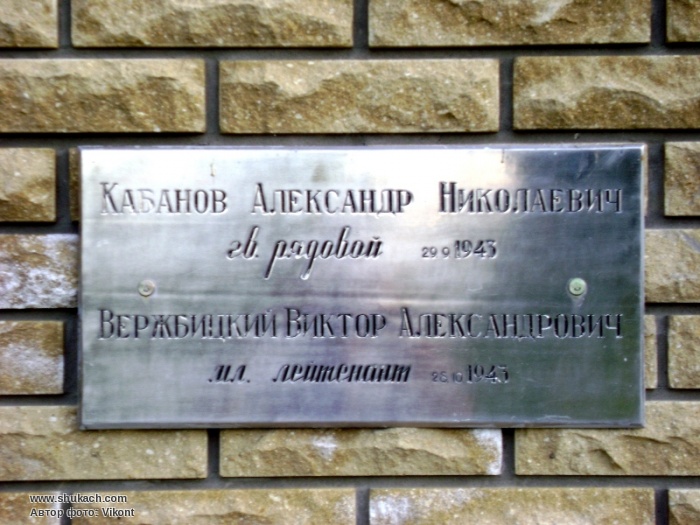 Кабанов Александр Николаевич
гв. рядовой 29 9 1943
Вержбицкий Виктор Александрович
мл. лейтенант 25.10 1943
www.shukach.com
Автор фото: Vikont